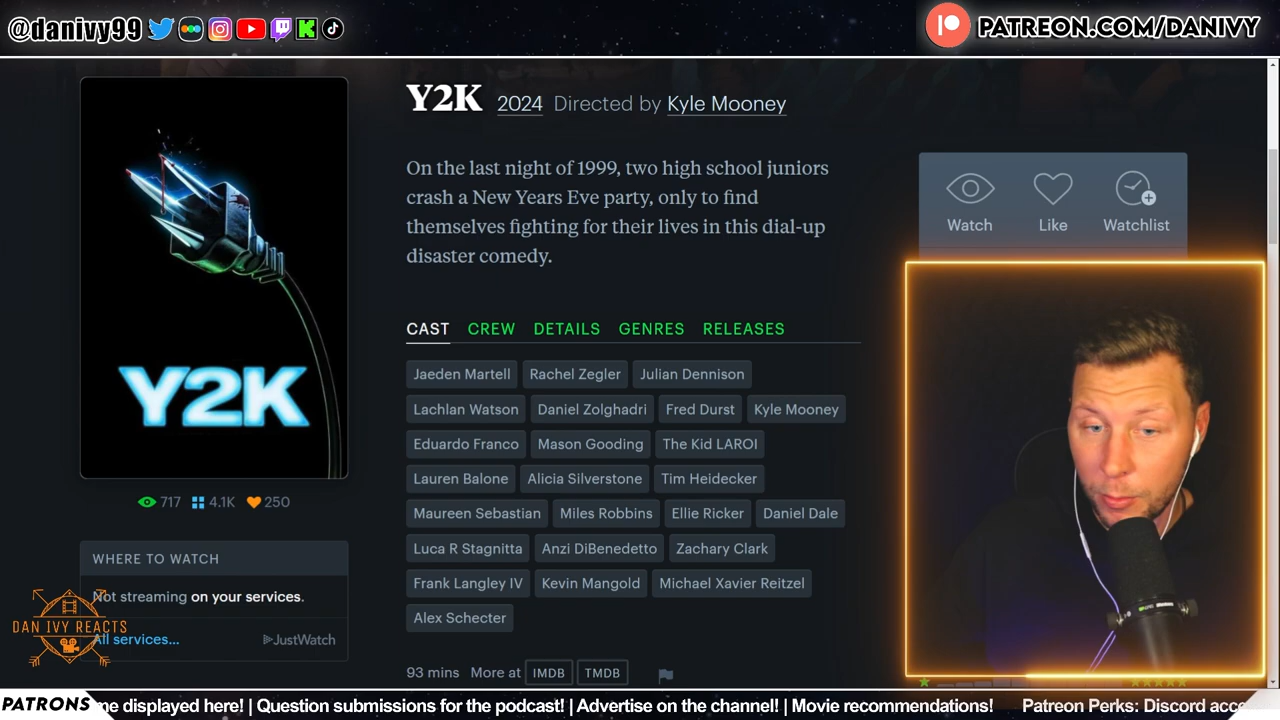 @danivy99
PATREON.COM/DANIVY
Y2K 2024 Directed by Kyle Mooney
On the last night of 1999, two high school juniors
crash a New Years Eve party, only to find
themselves fighting for their lives in this dial-up
disaster comedy.
Watch Like Watchlist
CAST CREW DETAILS GENRES RELEASES
Jaeden Martell Rachel Zegler Julian Dennison
Lachlan Watson Daniel Zolghadri Fred Durst Kyle Mooney
Eduardo Franco Mason Gooding The Kid LAROI
Lauren Balone Alicia Silverstone Tim Heidecker
Maureen Sebastian Miles Robbins Ellie Ricker Daniel Dale
Luca R Stagnitta Anzi DiBenedetto Zachary Clark
Frank Langley IV Kevin Mangold Michael Xavier Reitzel
Alex Schecter
93 mins More at IMDB TMDB
Y2K
717 4.1K 250
WHERE TO WATCH
Not streaming on your services.
DAN IVY REACTS
All services... JustWatch
PATRONS me displayed here! | Question submissions for the podcast! | Advertise on the channel! | Movie recommendations! Patreon Perks: Discord acce